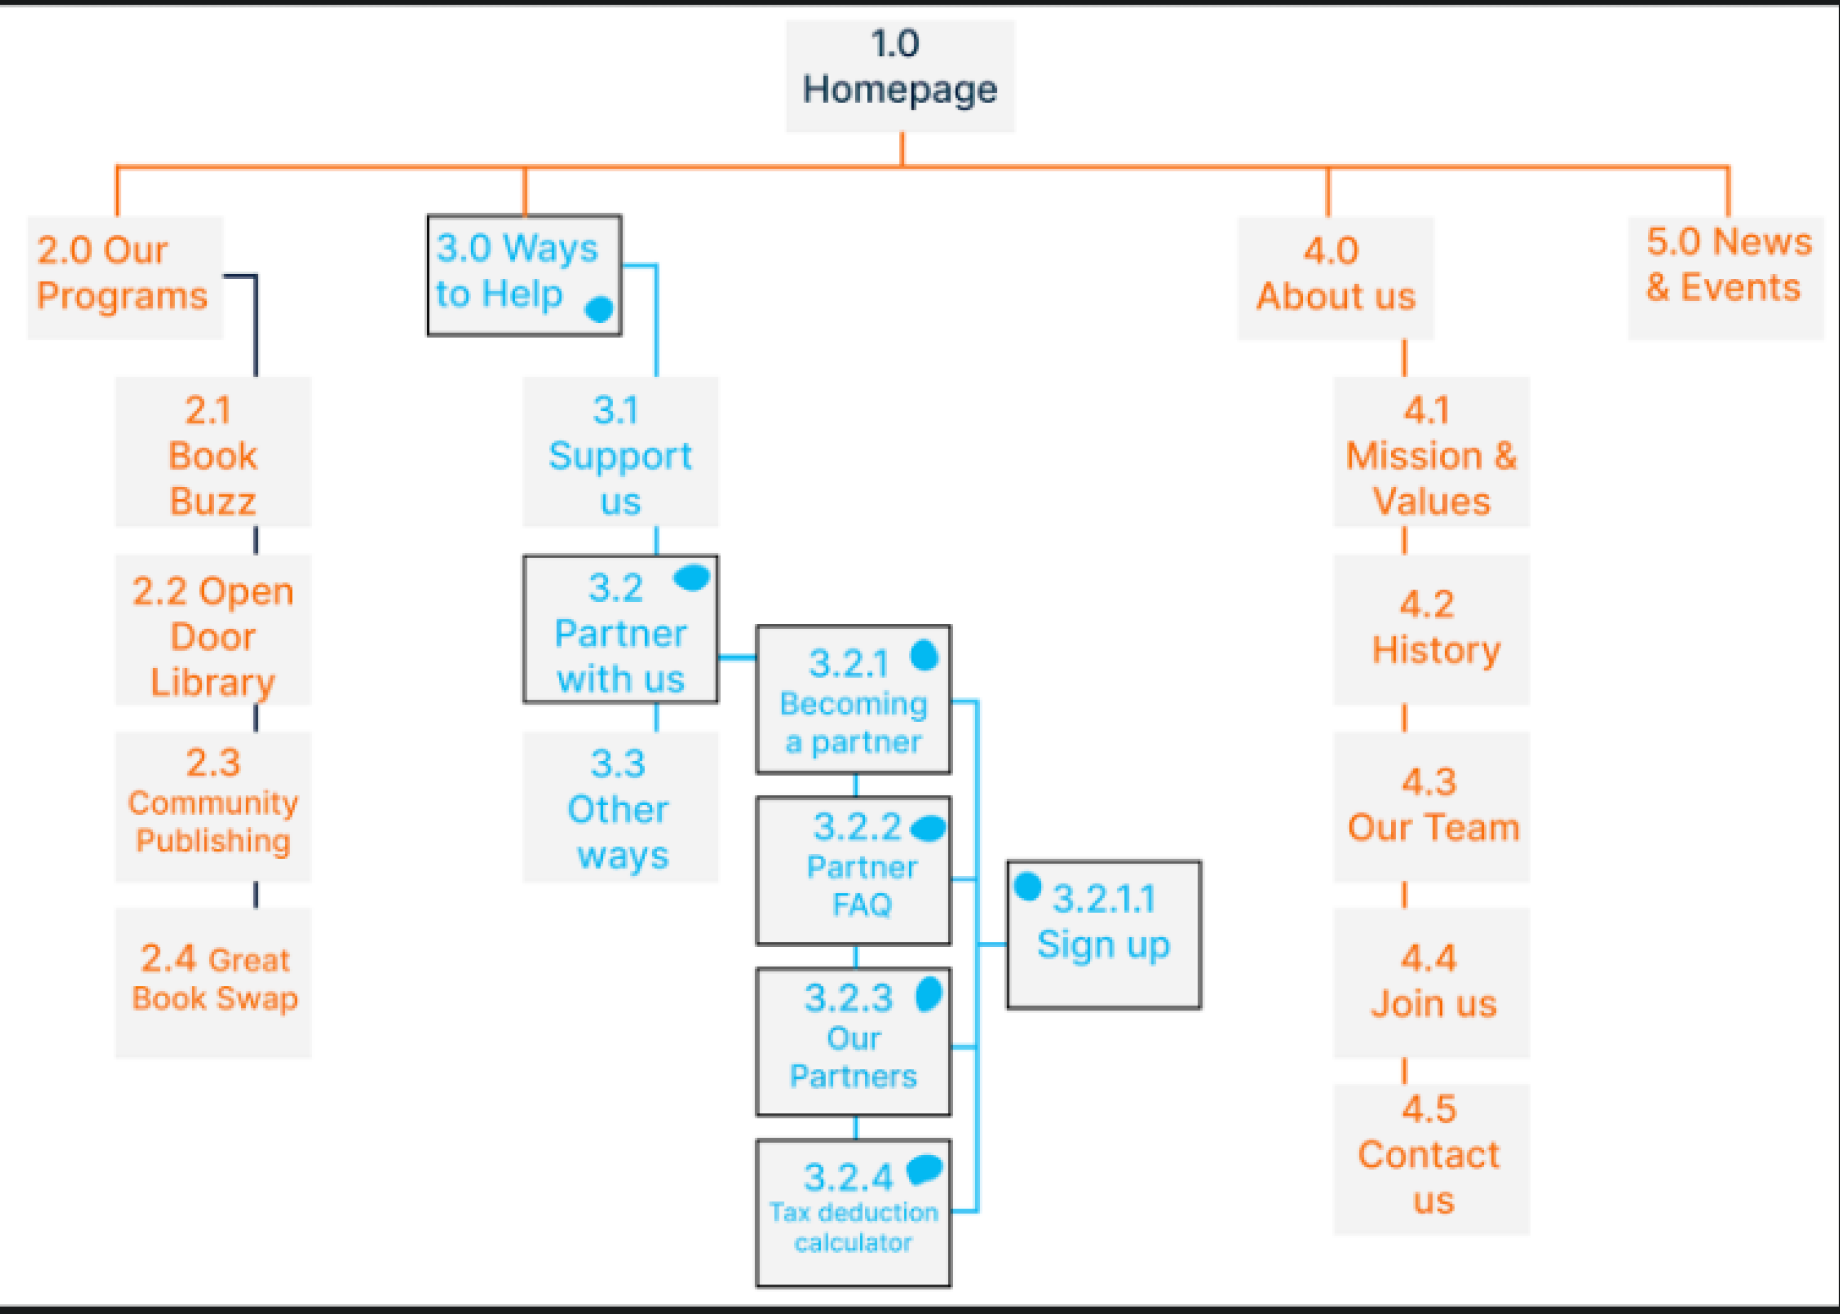 1.0
Homepage
2.0 Our
Programs
3.0 Ways
to Help
4.0
About us
5.0 News
& Events
2.1
Book
Buzz
2.2 Open
Door
Library
2.3
Community
Publishing
2.4 Great
Book Swap
3.1
Support
us
3.2
Partner
with us
3.3
Other
ways
3.2.1
Becoming
a partner
3.2.2
Partner
FAQ
3.2.3
Our
Partners
3.2.4
Tax deduction
calculator
3.2.1.1
Sign up
4.1
Mission &
Values
4.2
History
4.3
Our Team
4.4
Join us
4.5
Contact
us